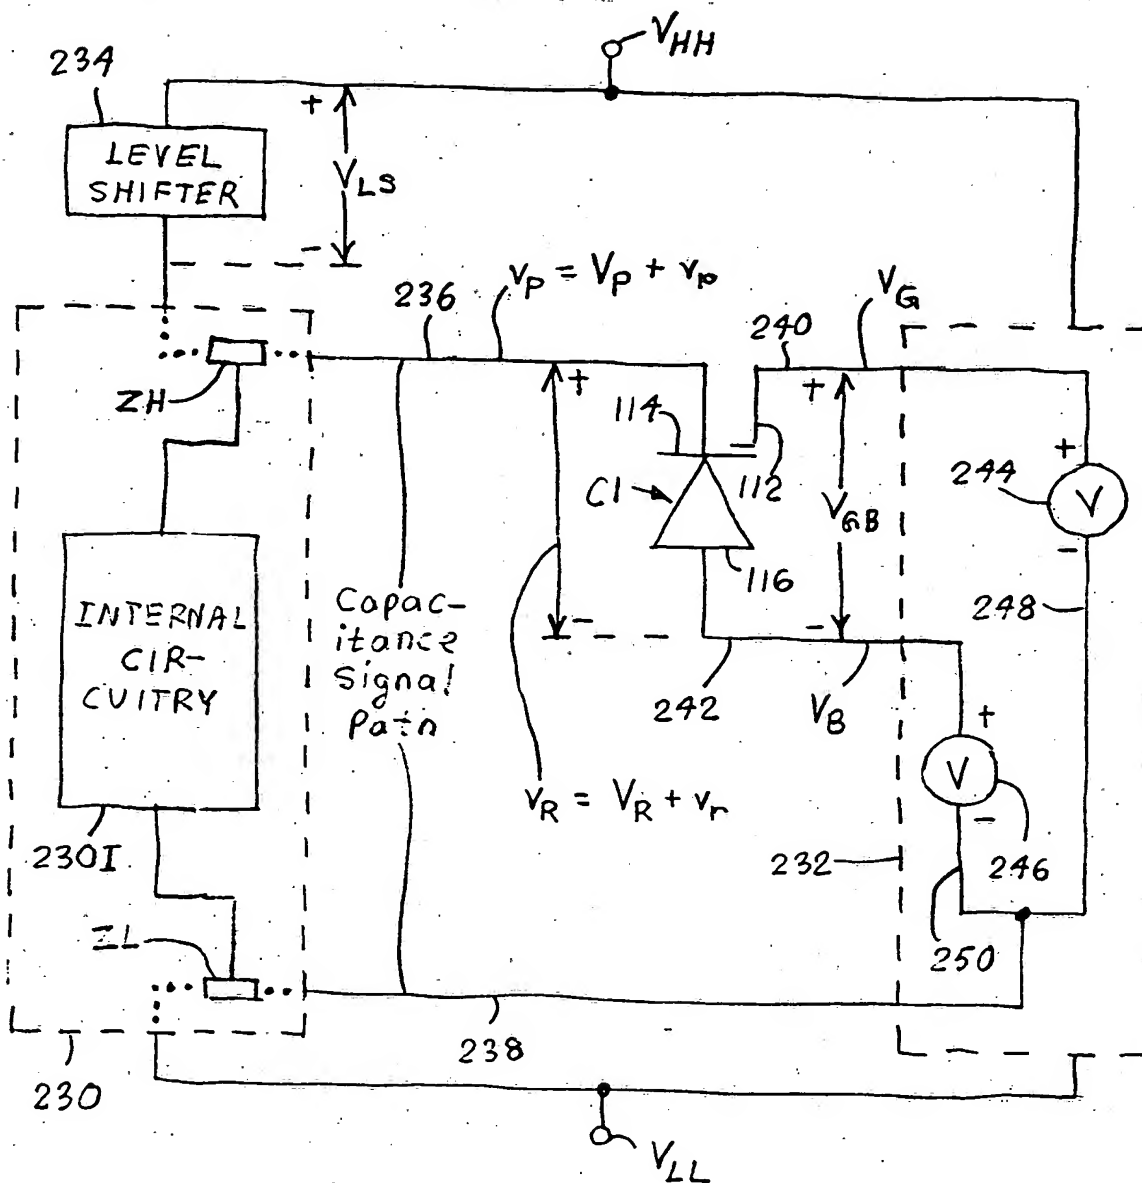 V_HH
234
LEVEL
SHIFTER
+
V_LS
-
v_P = V_P + v_p
236
240
V_G
ZH
+
+
114
112
C1
V_GB
116
+
244
V
-
248
INTERNAL
CIR-
CUITRY
Capac-
itance
Signal
Patn
-
-
242
V_B
+
V
-
v_R = V_R + v_r
230I
232
246
ZL
250
238
230
V_LL